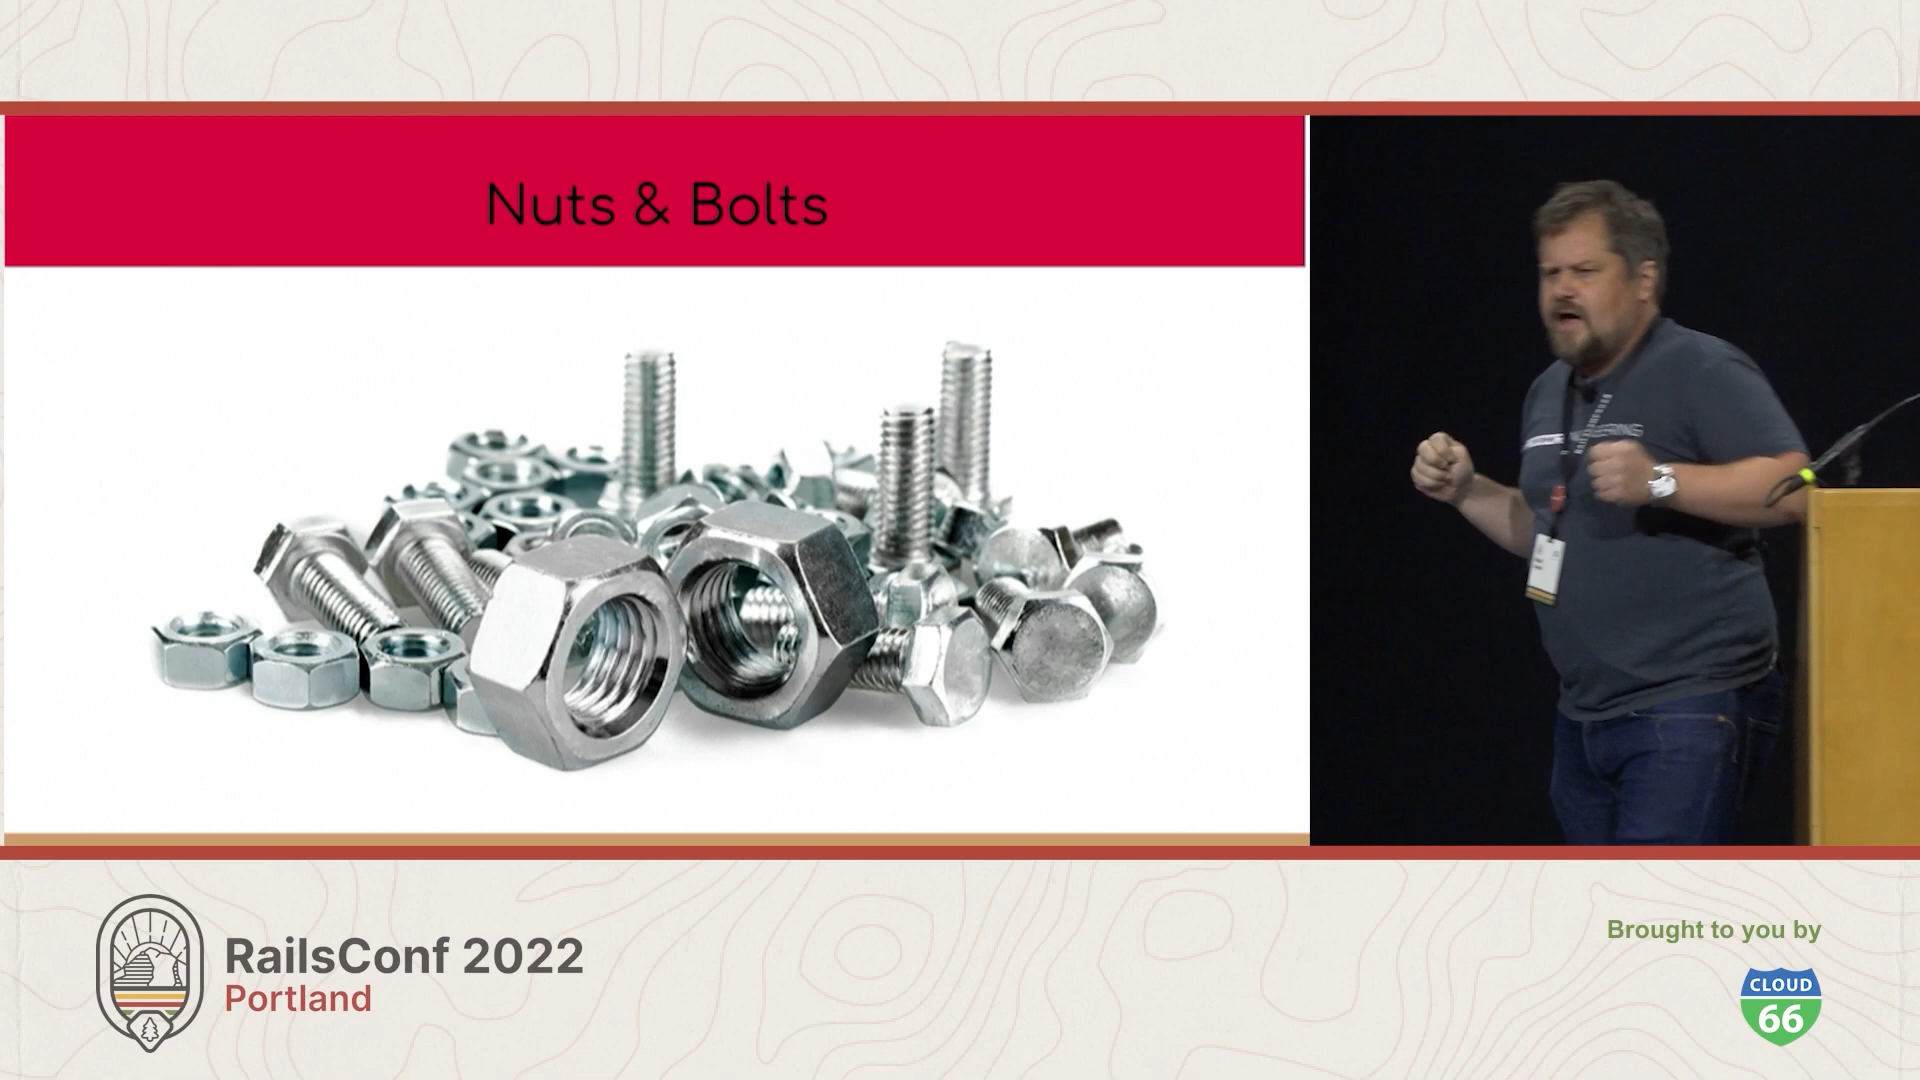 Nuts & Bolts
RailsConf 2022
Portland
Brought to you by
CLOUD
66